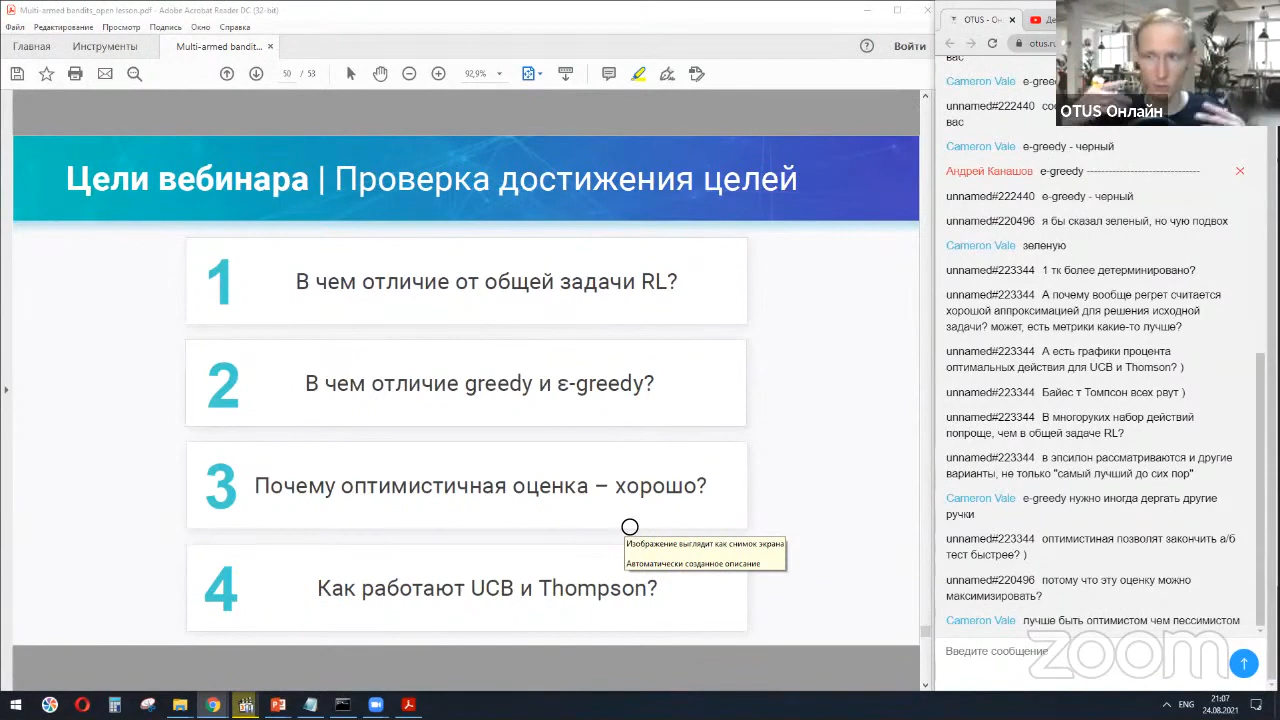 Multi-armed bandits_open lesson.pdf - Adobe Acrobat Reader DC (32-bit)
Файл Редактирование Просмотр Подпись Окно Справка
Главная Инструменты Multi-armed bandit... Войти
50 / 53 92,9%
Цели вебинара | Проверка достижения целей
1 В чем отличие от общей задачи RL?
2 В чем отличие greedy и ε-greedy?
3 Почему оптимистичная оценка – хорошо?
Изображение выглядит как снимок экрана
Автоматически созданное описание
4 Как работают UCB и Thompson?
OTUS - On
otus.ru
OTUS Онлайн
вас
unnamed#222440
вас
Cameron Vale e-greedy - черный
Андрей Канашов e-greedy -------------------------------
unnamed#222440 e-greedy - черный
unnamed#220496 я бы сказал зеленый, но чую подвох
Cameron Vale зеленую
unnamed#223344 1 тк более детерминировано?
unnamed#223344 А почему вообще регрет считается
хорошой аппроксимацией для решения исходной
задачи? может, есть метрики какие-то лучше?
unnamed#223344 А есть графики процента
оптимальных действия для UCB и Thomson? )
unnamed#223344 Байес т Томпсон всех рвут )
unnamed#223344 В многоруких набор действий
попроще, чем в общей задаче RL?
unnamed#223344 в эпсилон рассматриваются и другие
варианты, не только "самый лучший до сих пор"
Cameron Vale e-greedy нужно иногда дергать другие
ручки
unnamed#223344 оптимистиная позволят закончить а/б
тест быстрее? )
unnamed#220496 потому что эту оценку можно
максимизировать?
Cameron Vale лучше быть оптимистом чем пессимистом
Введите сообщение
zoom
ENG
21:07
24.08.2021